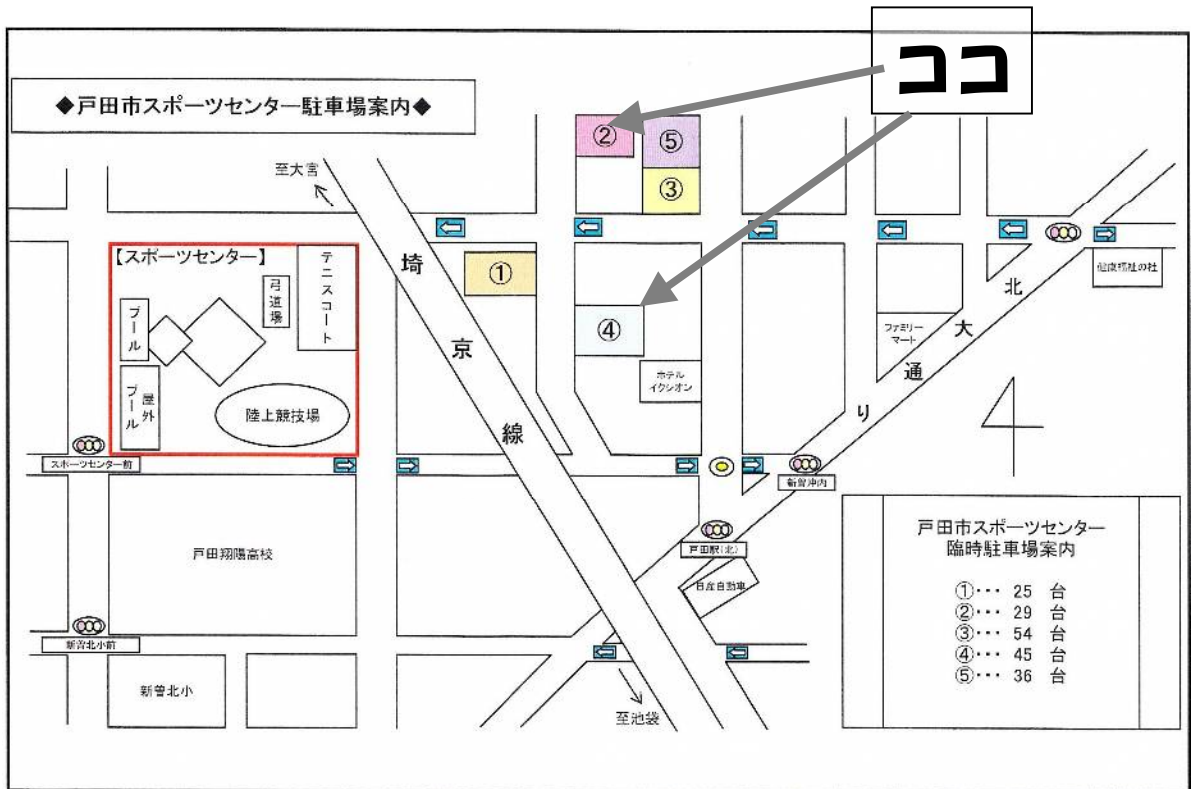 ココ
◆戸田市スポーツセンター駐車場案内◆
②
⑤
③
至大宮
【スポーツセンター】
テニスコート
弓道場
プール
屋外
プール
陸上競技場
①
④
埼京線
ホテル
イクシオン
ファミリー
マート
健康福祉の杜
北大通り
スポーツセンター前
新曽沖内
戸田翔陽高校
戸田駅(北)
日産自動車
新曽北小前
新曽北小
至池袋
戸田市スポーツセンター
臨時駐車場案内
①・・・ 25 台
②・・・ 29 台
③・・・ 54 台
④・・・ 45 台
⑤・・・ 36 台